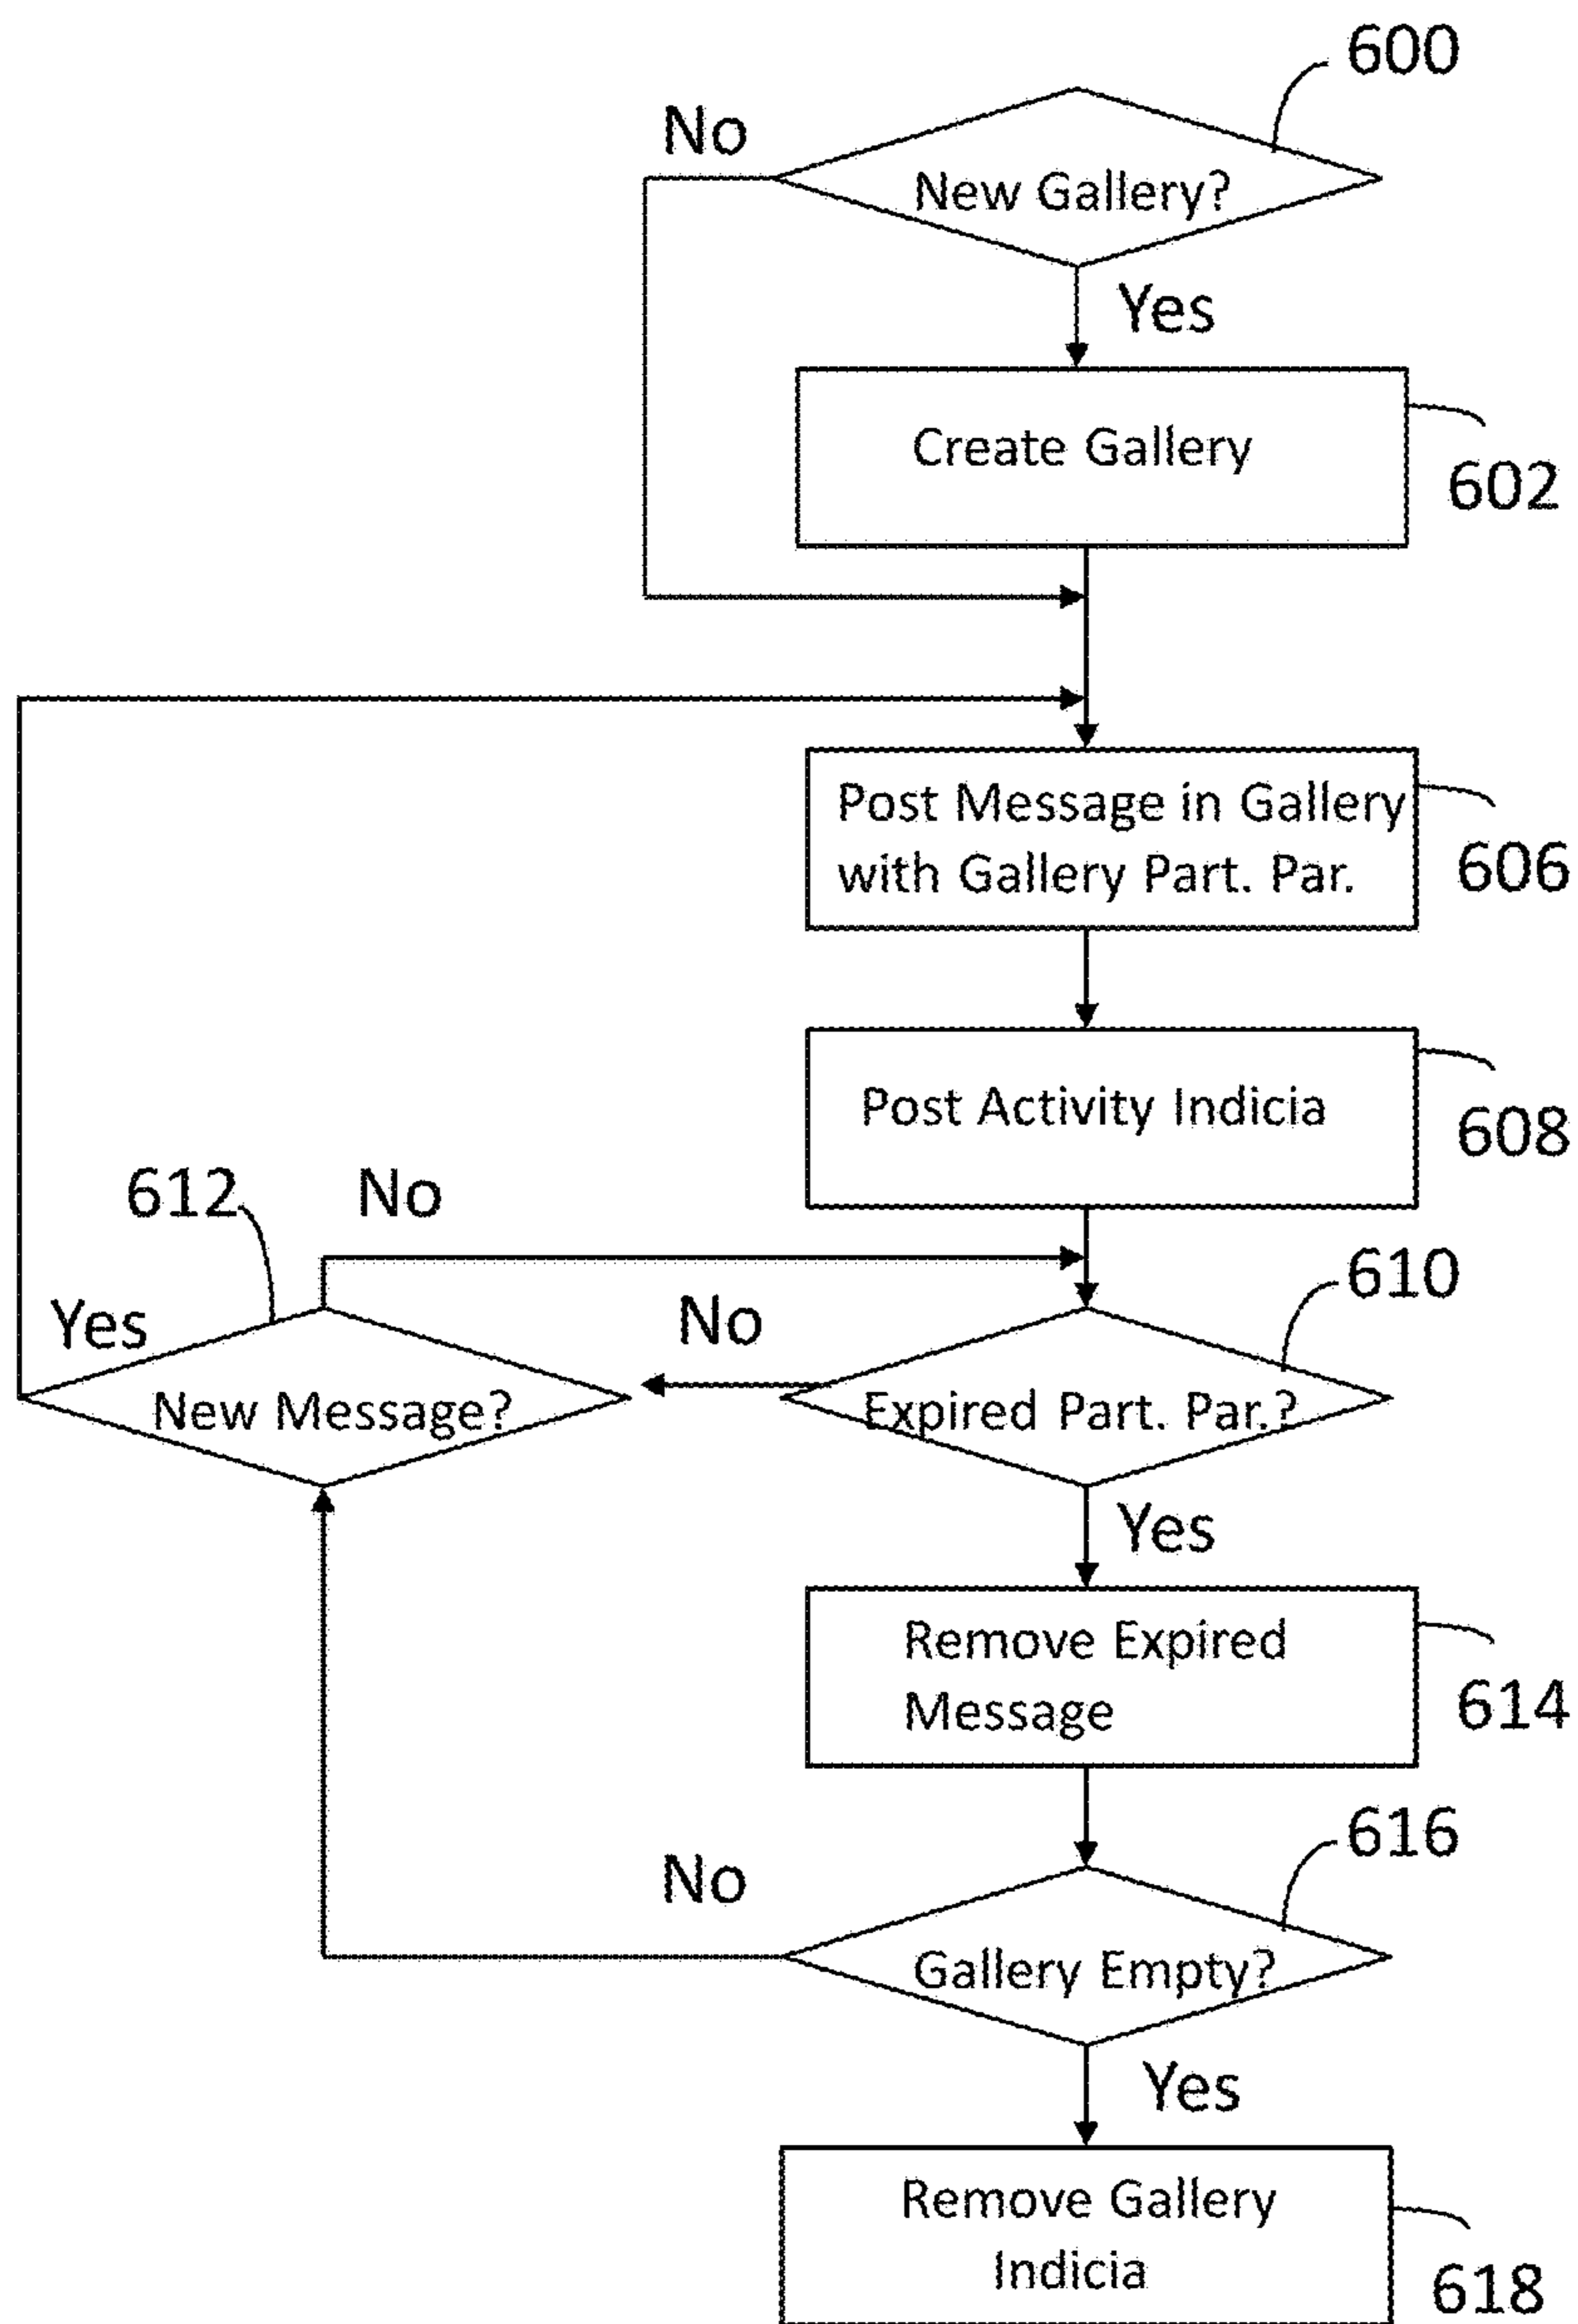 600
No
New Gallery?
Yes
Create Gallery
602
Post Message in Gallery
with Gallery Part. Par.
606
Post Activity Indicia
608
612
No
610
Yes
No
New Message?
Expired Part. Par.?
Yes
Remove Expired
Message
614
616
No
Gallery Empty?
Yes
Remove Gallery
Indicia
618